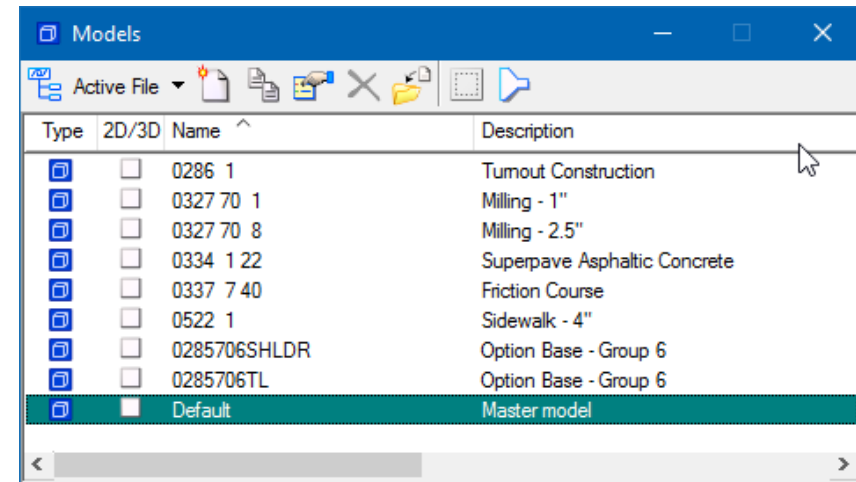 Models
Active File
Type 2D/3D Name Description
0286 1 Turnout Construction
0327 70 1 Milling - 1"
0327 70 8 Milling - 2.5"
0334 1 22 Superpave Asphaltic Concrete
0337 7 40 Friction Course
0522 1 Sidewalk - 4"
0285706SHLDR Option Base - Group 6
0285706TL Option Base - Group 6
Default Master model